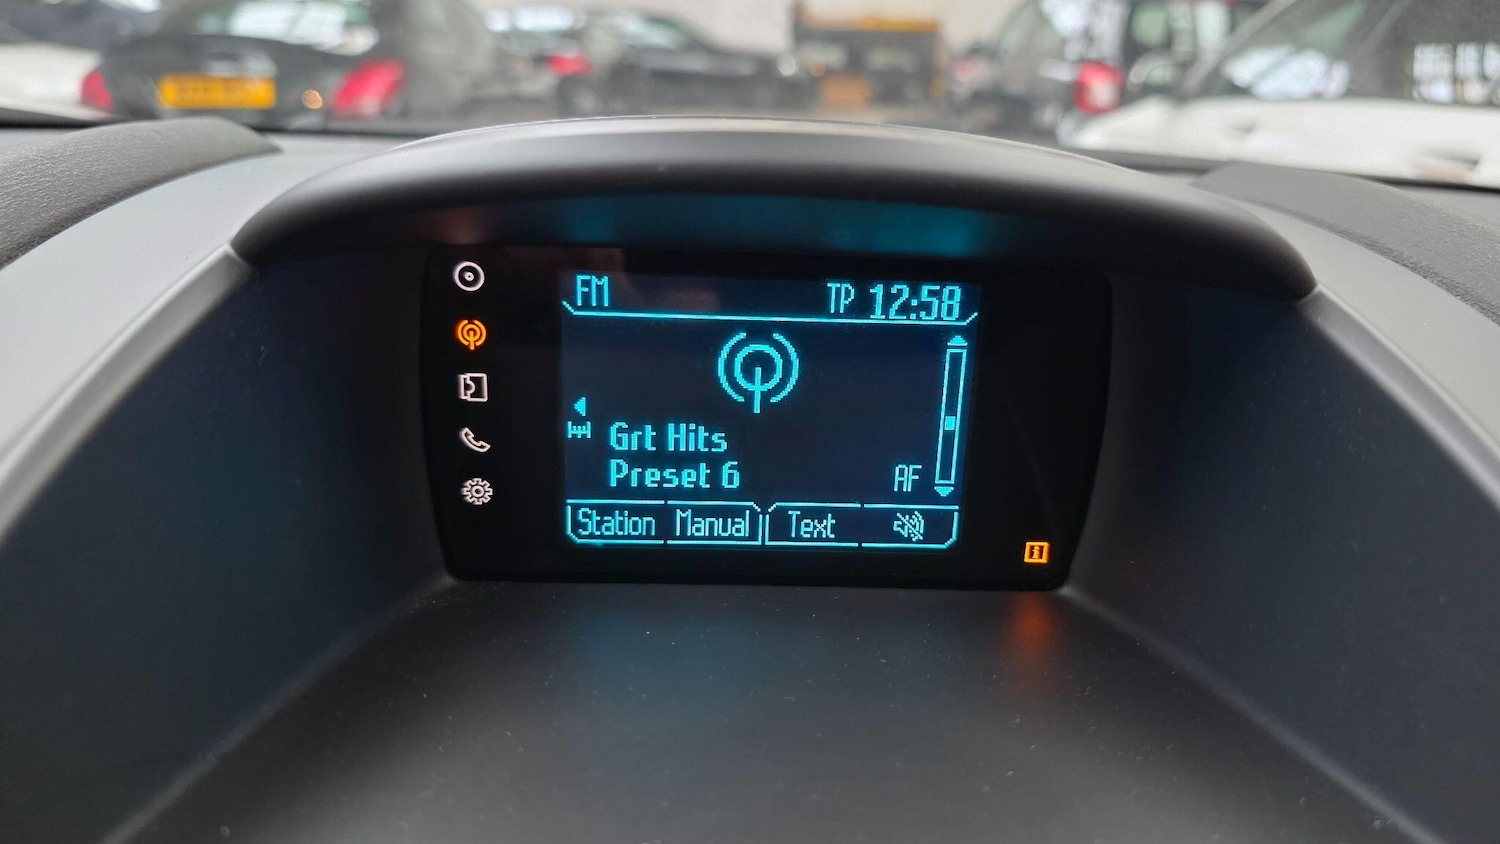 FM TP 12:58
Grt Hits
Preset 6 AF
Station Manual Text
i